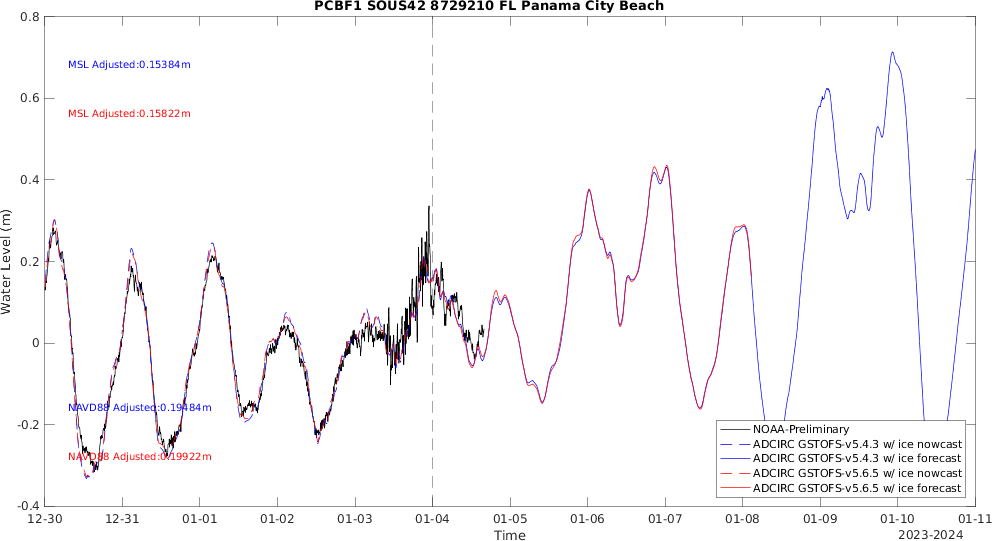 PCBF1 SOUS42 8729210 FL Panama City Beach
0.8
0.6
0.4
0.2
0
-0.2
-0.4
Water Level (m)
MSL Adjusted:0.15384m
MSL Adjusted:0.15822m
NAVD88 Adjusted:0.19484m
NAVD88 Adjusted:0.19922m
NOAA-Preliminary
ADCIRC GSTOFS-v5.4.3 w/ ice nowcast
ADCIRC GSTOFS-v5.4.3 w/ ice forecast
ADCIRC GSTOFS-v5.6.5 w/ ice nowcast
ADCIRC GSTOFS-v5.6.5 w/ ice forecast
12-30 12-31 01-01 01-02 01-03 01-04 01-05 01-06 01-07 01-08 01-09 01-10 01-11
Time
2023-2024